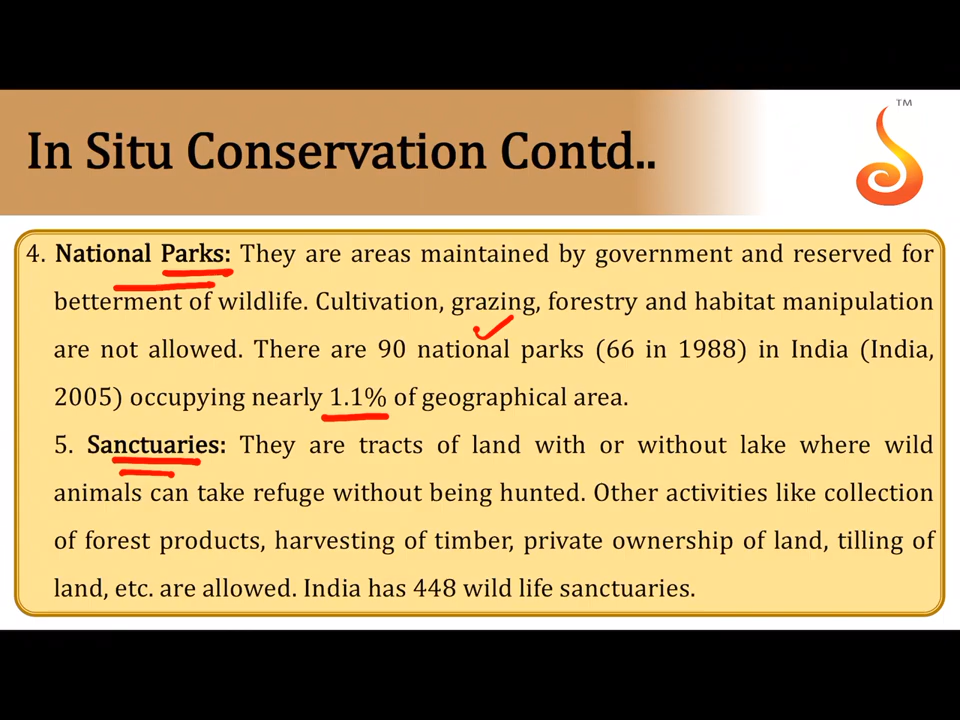 TM
In Situ Conservation Contd..
4. National Parks: They are areas maintained by government and reserved for
betterment of wildlife. Cultivation, grazing, forestry and habitat manipulation
are not allowed. There are 90 national parks (66 in 1988) in India (India,
2005) occupying nearly 1.1% of geographical area.
5. Sanctuaries: They are tracts of land with or without lake where wild
animals can take refuge without being hunted. Other activities like collection
of forest products, harvesting of timber, private ownership of land, tilling of
land, etc. are allowed. India has 448 wild life sanctuaries.